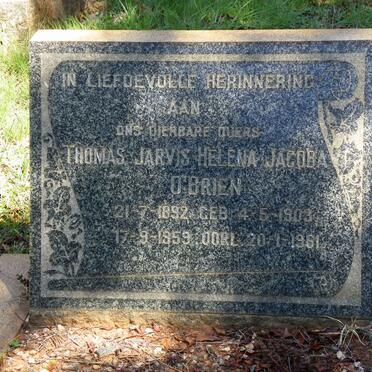 IN LIEFDEVOLLE HERINNERING
AAN
ONS DIERBARE OUERS
THOMAS JARVIS HELENA JACOBA
O'BRIEN
21-7-1892 GEB 4-5-1903
17-9-1959 OORL. 20-1-1961